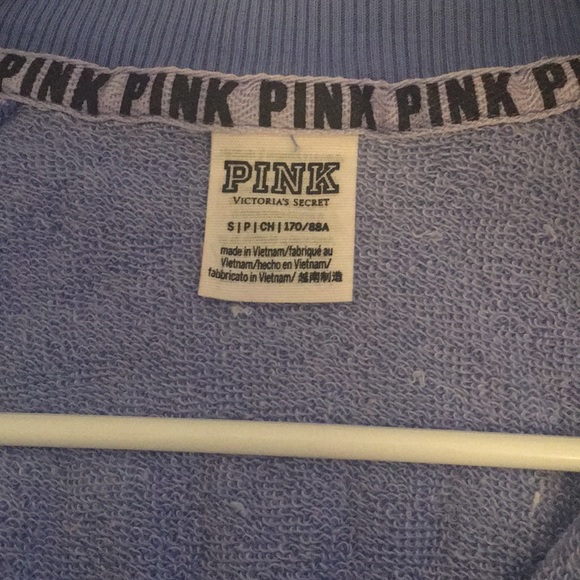 PINK PINK PINK PINK P
PINK
VICTORIA'S SECRET
S | P | CH | 170/88A
made in Vietnam/fabriqué au
Vietnam/hecho en Vietnam/
fabbricato in Vietnam/ 越南制造